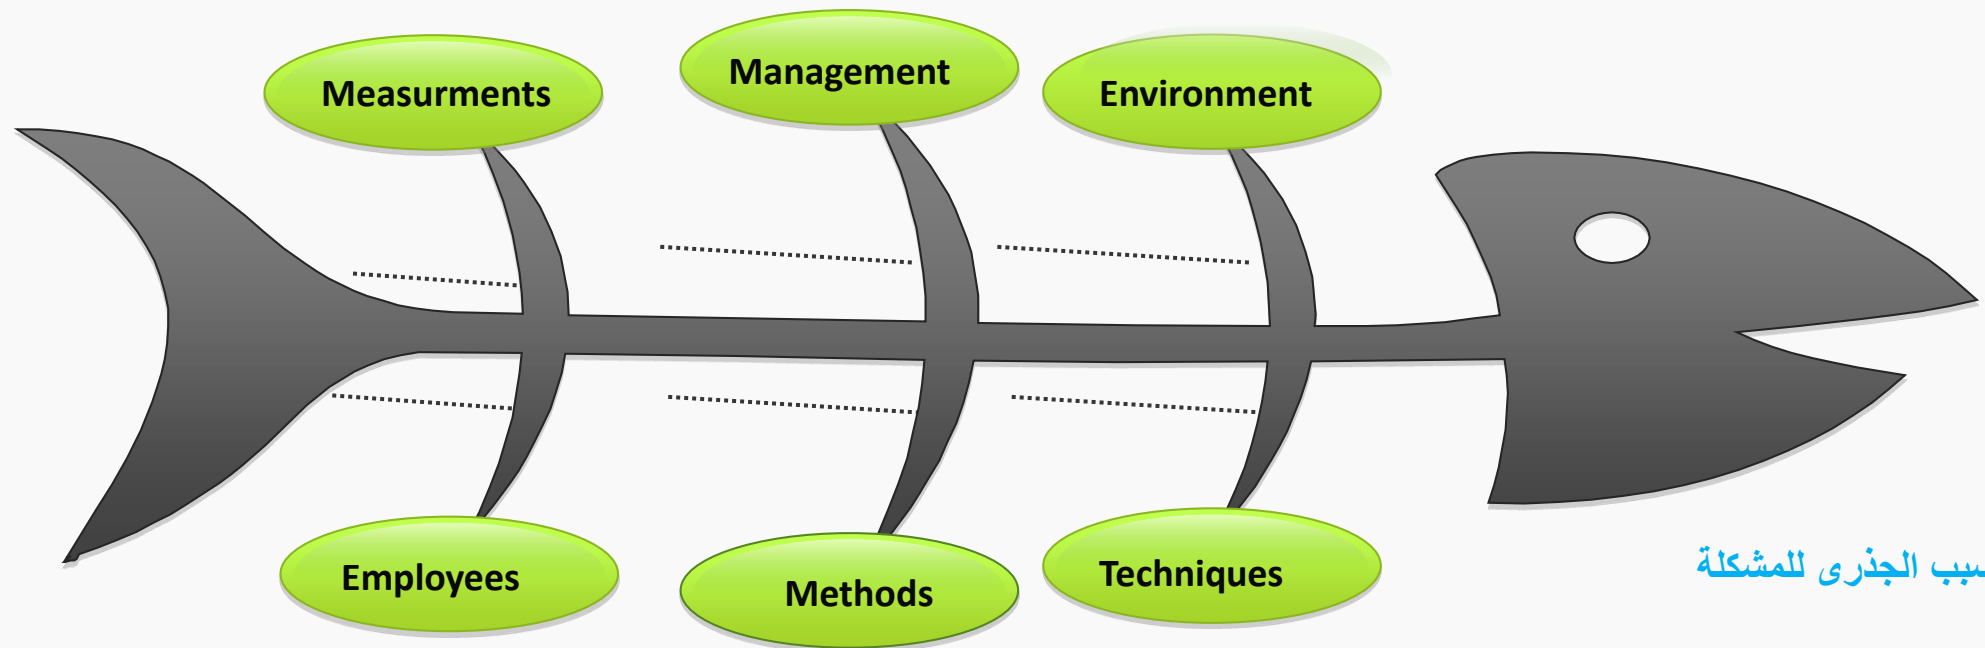 Measurments
Management
Environment
Employees
Methods
Techniques
الجذرى للمشكلة